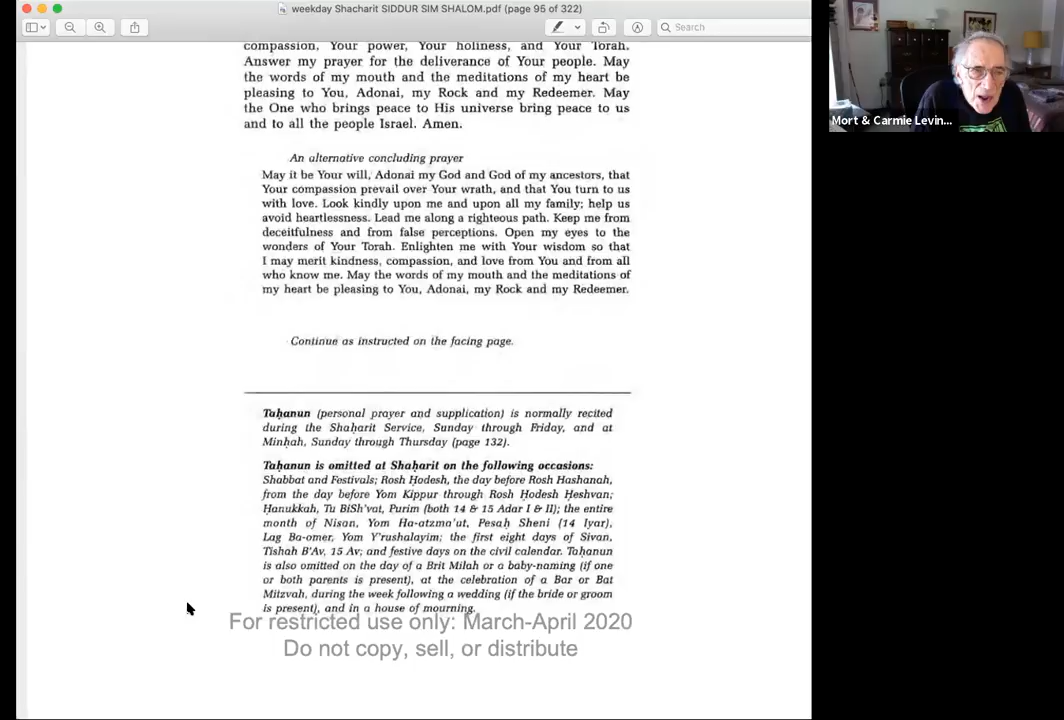 weekday Shacharit SIDDUR SIM SHALOM.pdf (page 95 of 322)
Search
compassion, Your power, Your holiness, and Your Torah.
Answer my prayer for the deliverance of Your people. May
the words of my mouth and the meditations of my heart be
pleasing to You, Adonai, my Rock and my Redeemer. May
the One who brings peace to His universe bring peace to us
and to all the people Israel. Amen.
An alternative concluding prayer
May it be Your will, Adonai my God and God of my ancestors, that
Your compassion prevail over Your wrath, and that You turn to us
with love. Look kindly upon me and upon all my family; help us
avoid heartlessness. Lead me along a righteous path. Keep me from
deceitfulness and from false perceptions. Open my eyes to the
wonders of Your Torah. Enlighten me with Your wisdom so that
I may merit kindness, compassion, and love from You and from all
who know me. May the words of my mouth and the meditations of
my heart be pleasing to You, Adonai, my Rock and my Redeemer.
Continue as instructed on the facing page.
Taḥanun (personal prayer and supplication) is normally recited
during the Shaḥarit Service, Sunday through Friday, and at
Minḥah, Sunday through Thursday (page 132).
Taḥanun is omitted at Shaḥarit on the following occasions:
Shabbat and Festivals; Rosh Ḥodesh, the day before Rosh Hashanah,
from the day before Yom Kippur through Rosh Ḥodesh Ḥeshvan;
Ḥanukkah, Tu BiSh'vat, Purim (both 14 & 15 Adar I & II); the entire
month of Nisan, Yom Ha-atzma'ut, Pesaḥ Sheni (14 Iyar),
Lag Ba-omer, Yom Y'rushalayim; the first eight days of Sivan,
Tishah B'Av, 15 Av; and festive days on the civil calendar. Taḥanun
is also omitted on the day of a Brit Milah or a baby-naming (if one
or both parents is present), at the celebration of a Bar or Bat
Mitzvah, during the week following a wedding (if the bride or groom
is present), and in a house of mourning.
For restricted use only: March-April 2020
Do not copy, sell, or distribute
Mort & Carmie Levin...